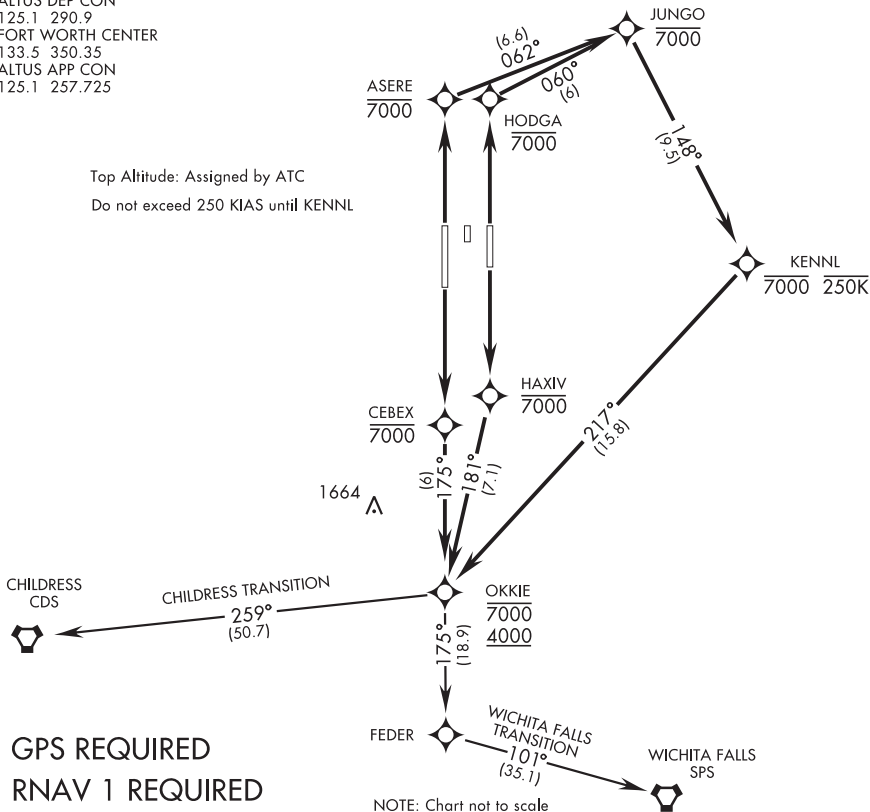 ALTUS DEP CON
125.1 290.9
FORT WORTH CENTER
133.5 350.35
ALTUS APP CON
125.1 257.725
JUNGO
7000
(6.6)
062°
060°
(6)
ASERE
7000
HODGA
7000
148°
(9.5)
Top Altitude: Assigned by ATC
Do not exceed 250 KIAS until KENNL
KENNL
7000 250K
HAXIV
7000
CEBEX
7000
217°
(15.8)
(6)
175°
181°
(7.1)
1664
CHILDRESS
CDS
CHILDRESS TRANSITION
259°
(50.7)
OKKIE
7000
4000
175°
(18.9)
FEDER
WICHITA FALLS
TRANSITION
101°
(35.1)
WICHITA FALLS
SPS
GPS REQUIRED
RNAV 1 REQUIRED
NOTE: Chart not to scale